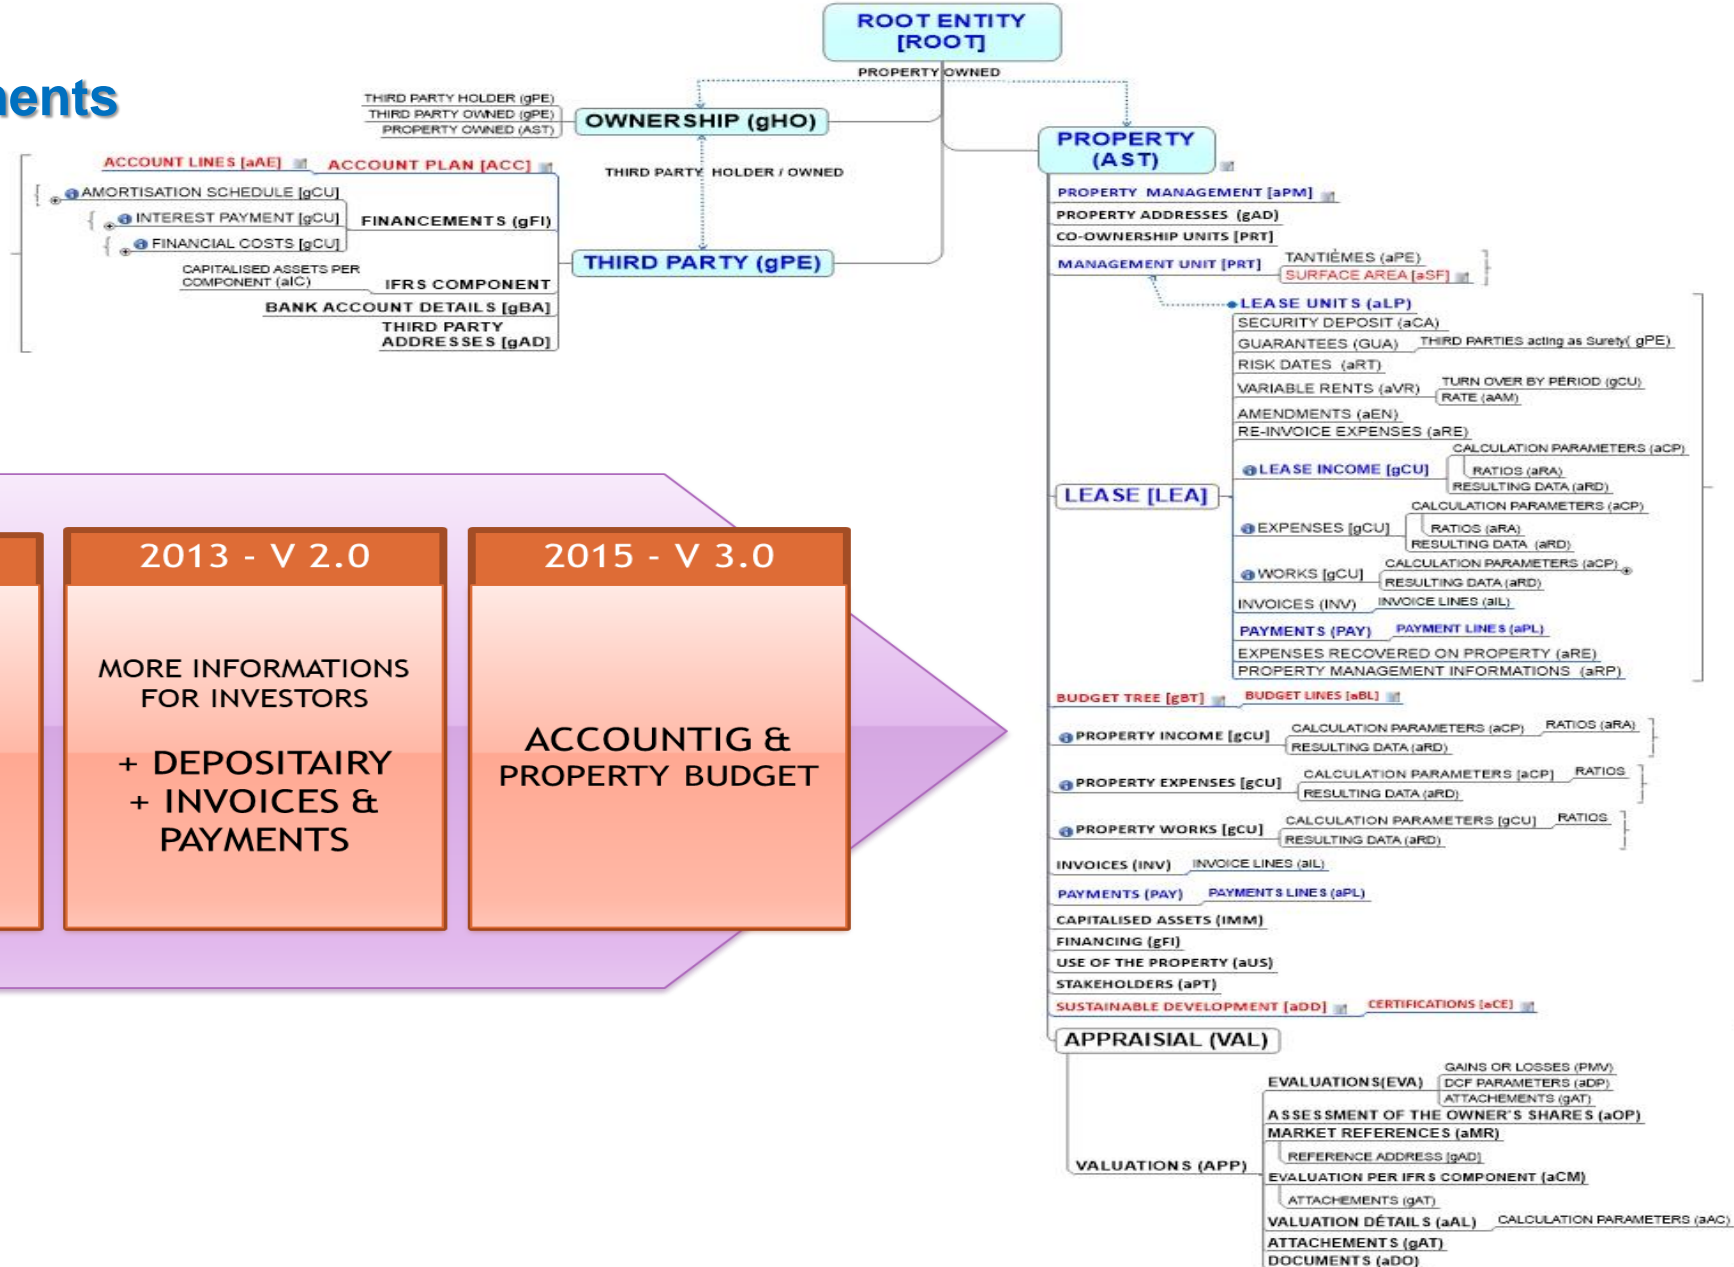 ments
ROOT ENTITY
[ROOT]
PROPERTY OWNED
THIRD PARTY HOLDER (gPE)
THIRD PARTY OWNED (gPE)
PROPERTY OWNED (AST)
OWNERSHIP (gHO)
THIRD PARTY HOLDER / OWNED
ACCOUNT LINES [aAE]
ACCOUNT PLAN [ACC]
AMORTISATION SCHEDULE [gCU]
INTEREST PAYMENT [gCU]
FINANCIAL COSTS [gCU]
FINANCEMENTS (gFI)
CAPITALISED ASSETS PER
COMPONENT (aIC)
IFRS COMPONENT
BANK ACCOUNT DETAILS [gBA]
THIRD PARTY
ADDRESSES [gAD]
THIRD PARTY (gPE)
PROPERTY
(AST)
PROPERTY MANAGEMENT [aPM]
PROPERTY ADDRESSES (gAD)
CO-OWNERSHIP UNITS [PRT]
MANAGEMENT UNIT [PRT]
TANTIÈMES (aPE)
SURFACE AREA [aSF]
LEASE [LEA]
LEASE UNITS (aLP)
SECURITY DEPOSIT (aCA)
GUARANTEES (GUA)
THIRD PARTIES acting as Surety( gPE)
RISK DATES (aRT)
VARIABLE RENTS (aVR)
TURN OVER BY PÉRIOD (gCU)
RATE (aAM)
AMENDMENTS (aEN)
RE-INVOICE EXPENSES (aRE)
LEASE INCOME [gCU]
CALCULATION PARAMETERS (aCP)
RATIOS (aRA)
RESULTING DATA (aRD)
EXPENSES [gCU]
CALCULATION PARAMETERS (aCP)
RATIOS (aRA)
RESULTING DATA (aRD)
WORKS [gCU]
CALCULATION PARAMETERS (aCP)
RESULTING DATA (aRD)
INVOICES (INV)
INVOICE LINES (aIL)
PAYMENTS (PAY)
PAYMENT LINES (aPL)
EXPENSES RECOVERED ON PROPERTY (aRE)
PROPERTY MANAGEMENT INFORMATIONS (aRP)
BUDGET TREE [gBT]
BUDGET LINES [aBL]
PROPERTY INCOME [gCU]
CALCULATION PARAMETERS (aCP)
RATIOS (aRA)
RESULTING DATA (aRD)
PROPERTY EXPENSES [gCU]
CALCULATION PARAMETERS [aCP]
RATIOS
RESULTING DATA (aRD)
PROPERTY WORKS [gCU]
CALCULATION PARAMETERS [gCU]
RATIOS
RESULTING DATA (aRD)
INVOICES (INV)
INVOICE LINES (aIL)
PAYMENTS (PAY)
PAYMENTS LINES (aPL)
CAPITALISED ASSETS (IMM)
FINANCING (gFI)
USE OF THE PROPERTY (aUS)
STAKEHOLDERS (aPT)
SUSTAINABLE DEVELOPMENT [aDD]
CERTIFICATIONS [aCE]
APPRAISIAL (VAL)
VALUATIONS (APP)
EVALUATIONS(EVA)
GAINS OR LOSSES (PMV)
DCF PARAMETERS (aDP)
ATTACHEMENTS (gAT)
ASSESSMENT OF THE OWNER'S SHARES (aOP)
MARKET REFERENCES (aMR)
REFERENCE ADDRESS [gAD]
EVALUATION PER IFRS COMPONENT (aCM)
ATTACHEMENTS (gAT)
VALUATION DÉTAILS (aAL)
CALCULATION PARAMETERS (aAC)
ATTACHEMENTS (gAT)
DOCUMENTS (aDO)
2013 - V 2.0
MORE INFORMATIONS
FOR INVESTORS
+ DEPOSITAIRY
+ INVOICES &
PAYMENTS
2015 - V 3.0
ACCOUNTIG &
PROPERTY BUDGET